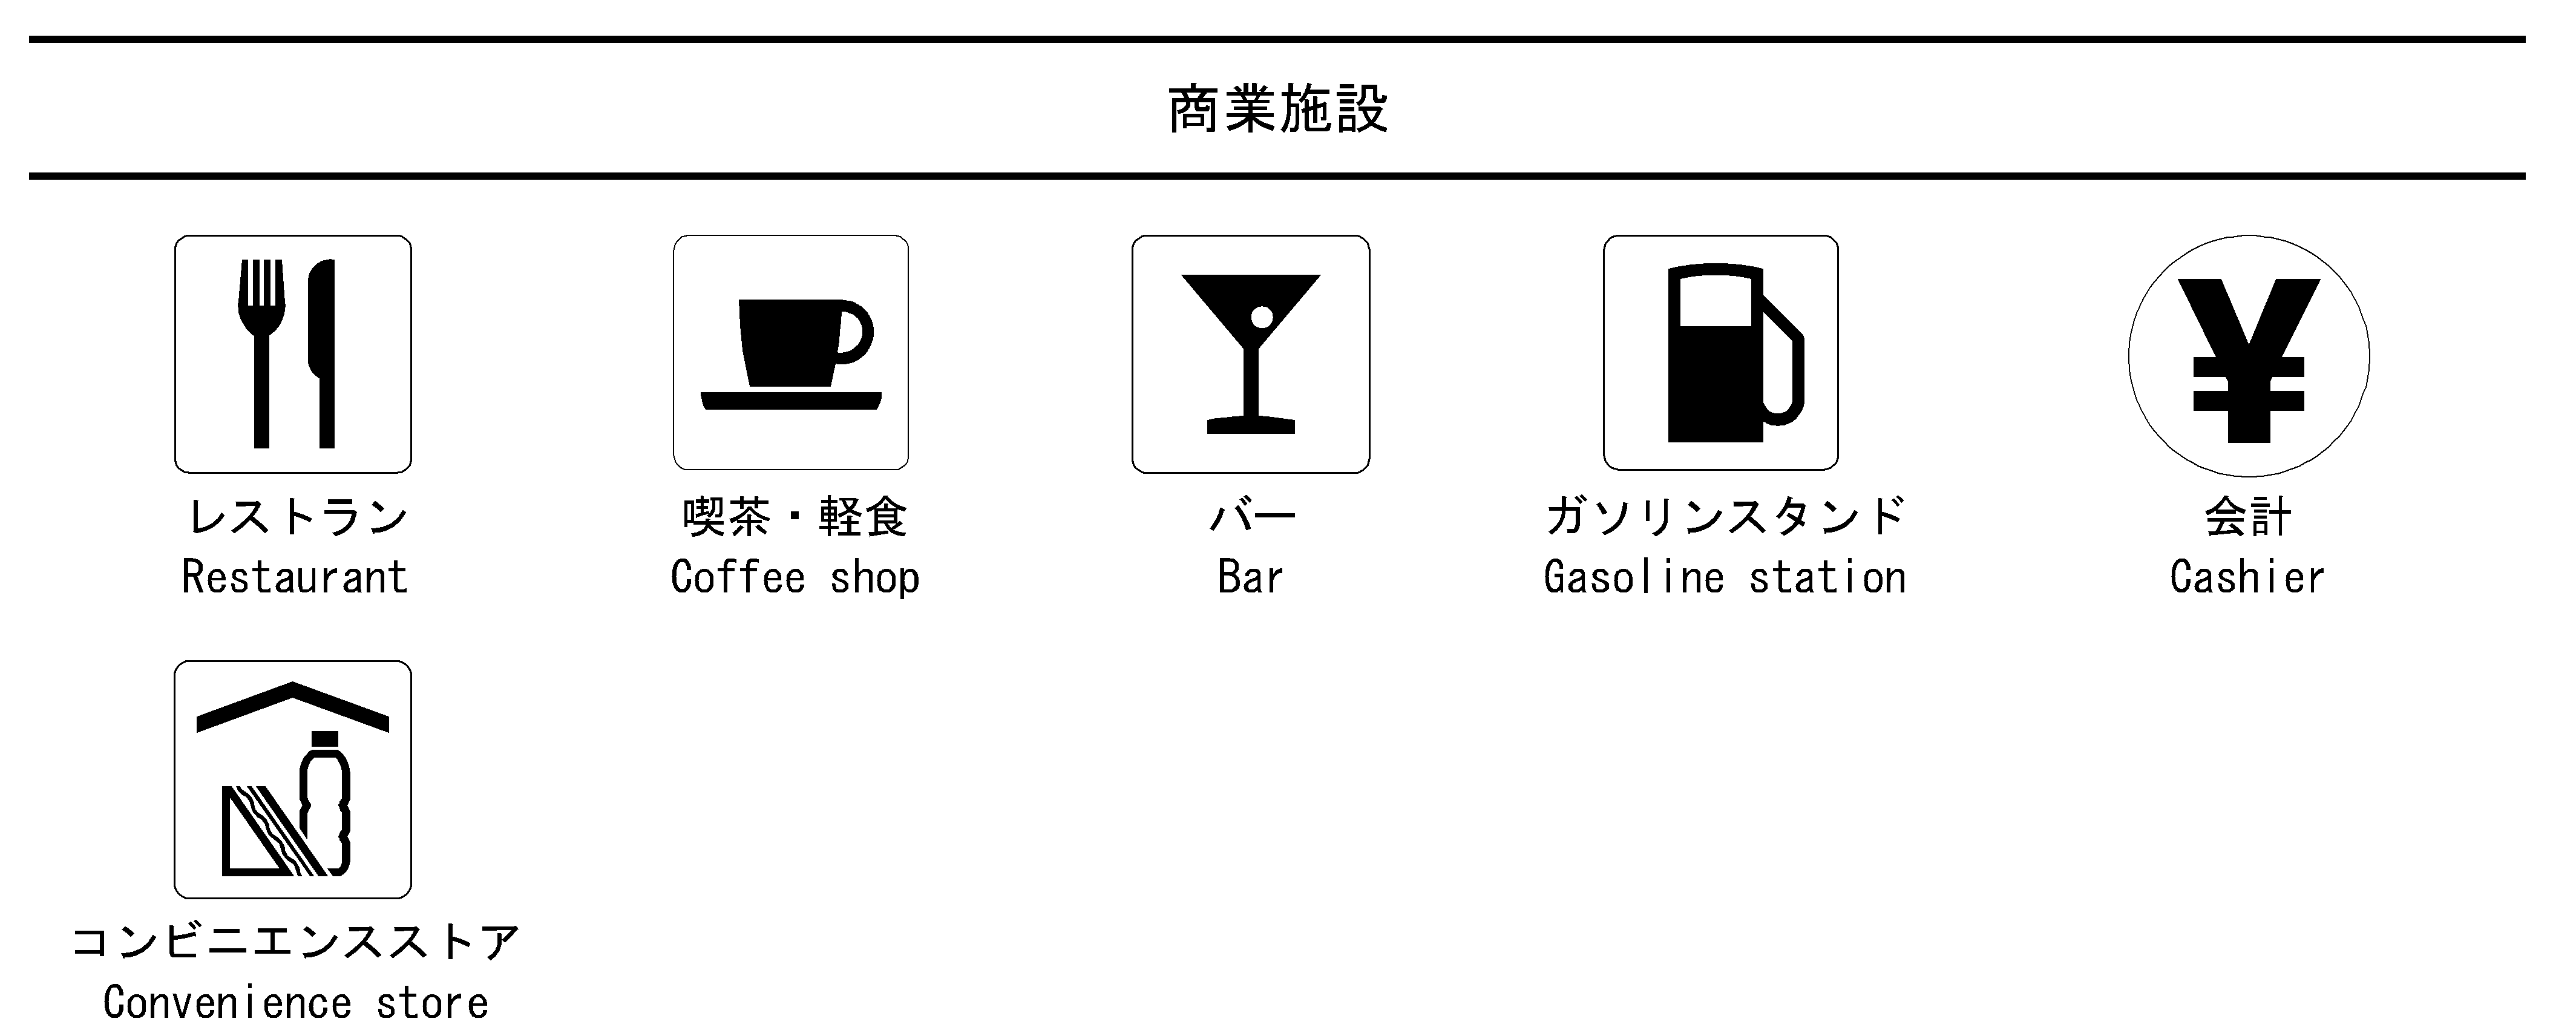 商業施設
¥
レストラン
Restaurant
喫茶・軽食
Coffee shop
バー
Bar
ガソリンスタンド
Gasoline station
会計
Cashier
コンビニエンスストア
Convenience store